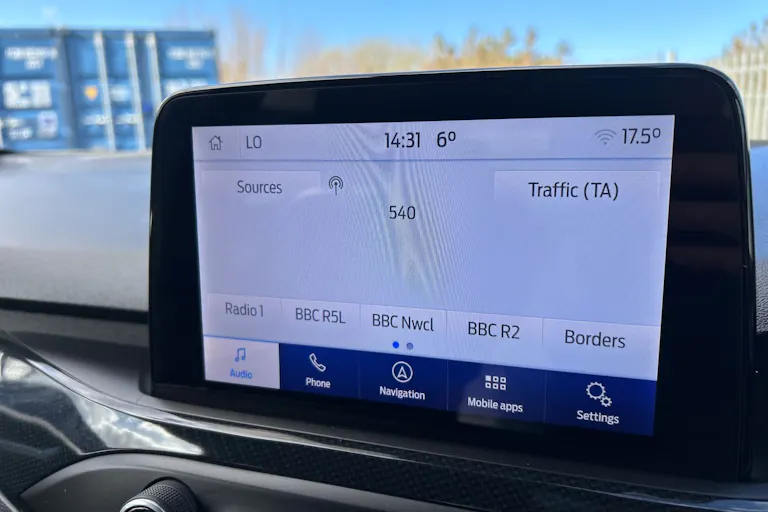 LO 14:31 6° 17.5°
Sources Traffic (TA)
540
Radio 1 BBC R5L BBC Nwcl BBC R2 Borders
Audio Phone Navigation Mobile apps Settings